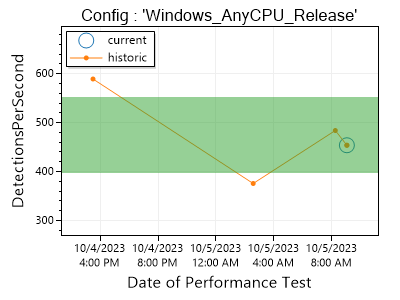 Config : 'Windows_AnyCPU_Release'
current
historic
DetectionsPerSecond
600
500
400
300
10/4/2023 10/4/2023 10/5/2023 10/5/2023 10/5/2023
4:00 PM 8:00 PM 12:00 AM 4:00 AM 8:00 AM
Date of Performance Test